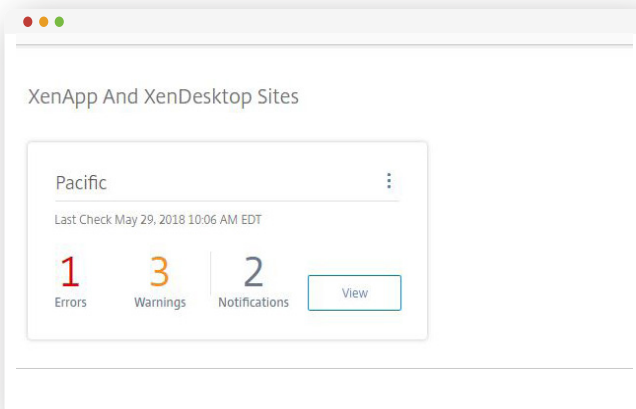 XenApp And XenDesktop Sites
Pacific
Last Check May 29, 2018 10:06 AM EDT
1 3 2
Errors Warnings Notifications View